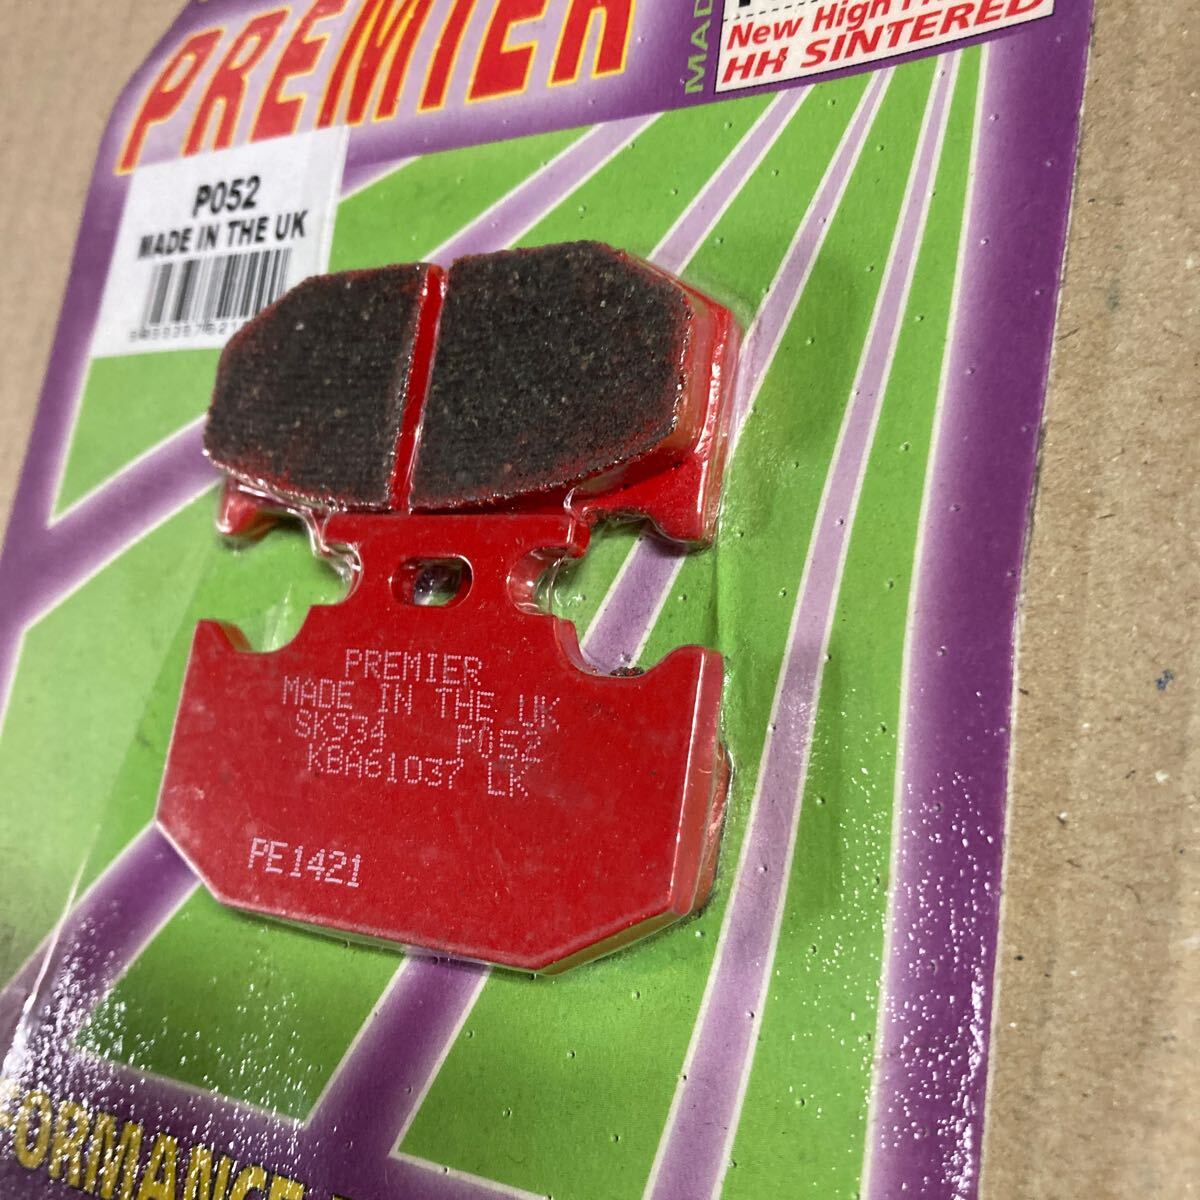 PREMIER
MAD
New High
HH SINTERED
P052
MADE IN THE UK
PREMIER
MADE IN THE UK
SK934 P052
KBA61037 LK
PE1421